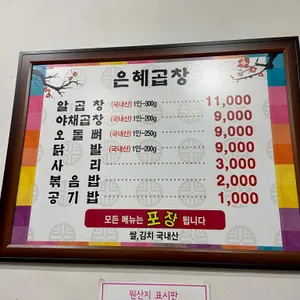 은혜곱창
알곱창 (국내산) 1인~300g 11,000
야채곱창 (국내산) 1인~200g 9,000
오돌뼈 (국내산) 1인~250g 9,000
닭발 (국내산) 1인~200g 9,000
사리 3,000
볶음밥 2,000
공기밥 1,000
모든 메뉴는 포장 됩니다
쌀,김치 국내산
원산지 표시판